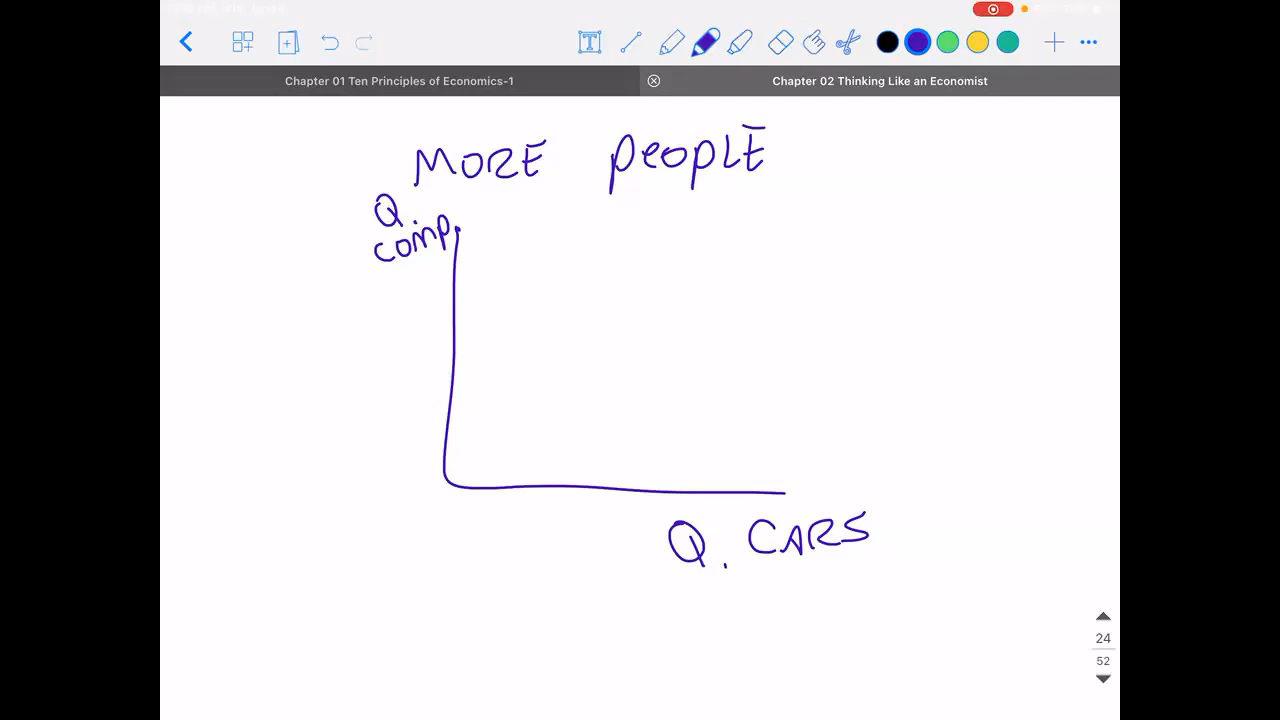 Chapter 01 Ten Principles of Economics-1
Chapter 02 Thinking Like an Economist
MORE PEOPLE
Q
comp.
Q. CARS
24
52